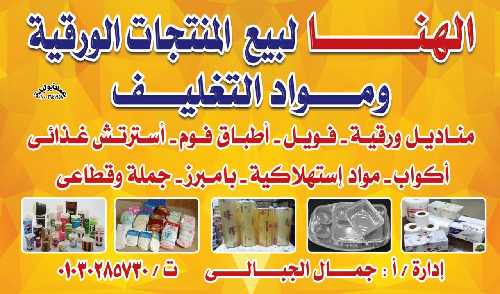 الهنا لبيع المنتجات الورقية
ومواد التغليف
مناديل ورقية - فويل - أطباق فوم - أسترتش غذائى
أكواب - مواد إستهلاكية - بامبرز - جملة وقطاعى
إدارة / أ : جمال الجبالى ت / ٠١٠٣٠٢٨٥٧٣٠